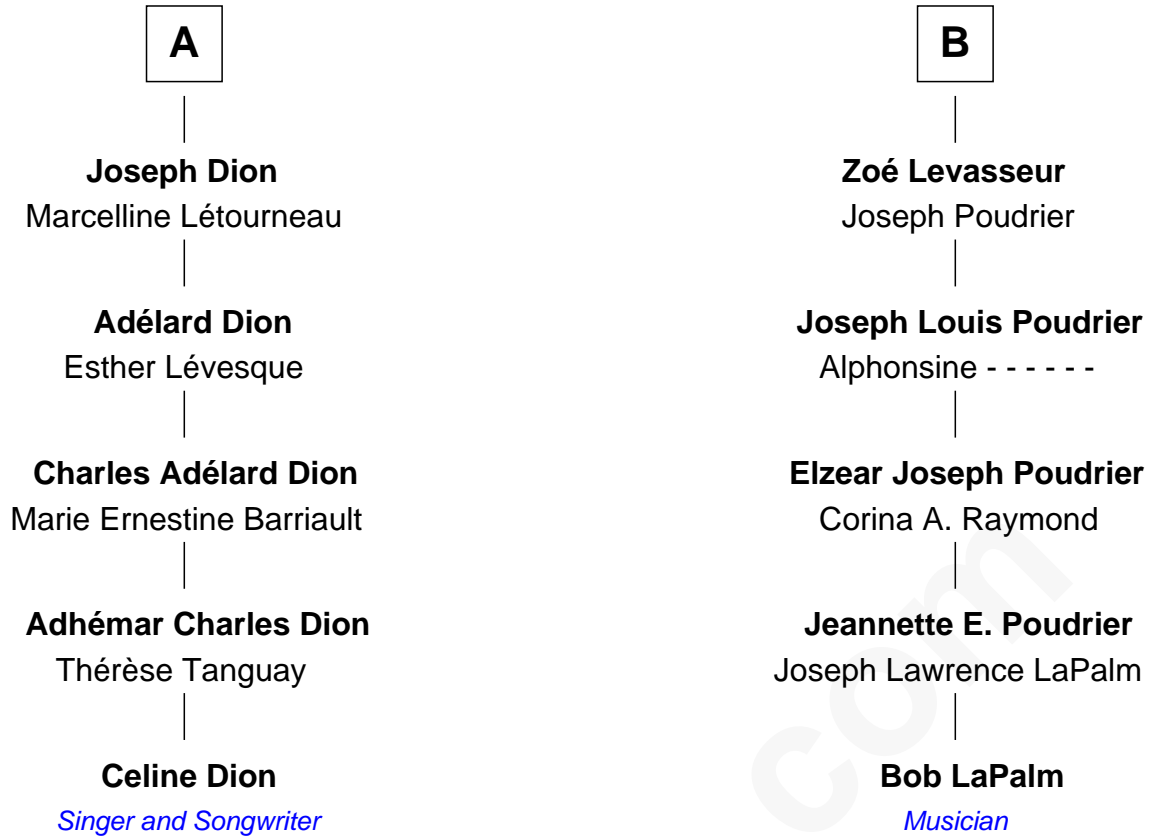 A
Joseph Dion
Marcelline Létourneau
Adélard Dion
Esther Lévesque
Charles Adélard Dion
Marie Ernestine Barriault
Adhémar Charles Dion
Thérèse Tanguay
Celine Dion
Singer and Songwriter
B
Zoé Levasseur
Joseph Poudrier
Joseph Louis Poudrier
Alphonsine - - - - - -
Elzear Joseph Poudrier
Corina A. Raymond
Jeannette E. Poudrier
Joseph Lawrence LaPalm
Bob LaPalm
Musician
com